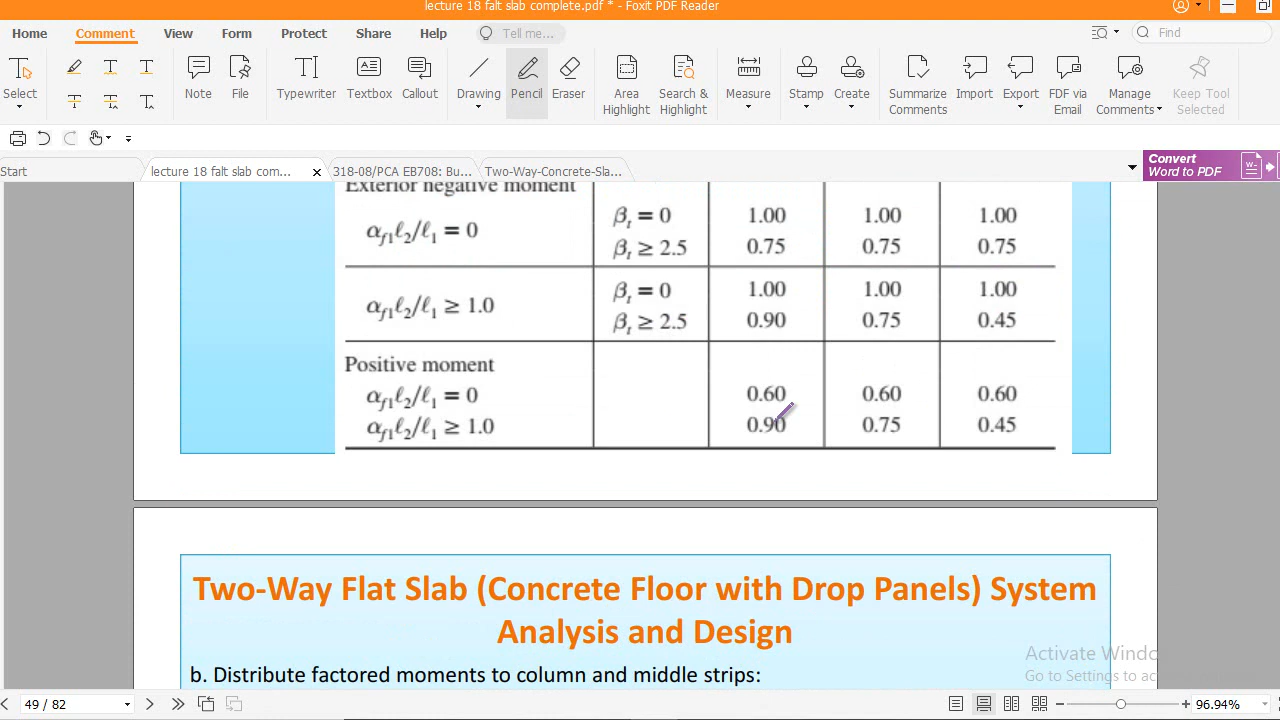 lecture 18 falt slab complete.pdf * - Foxit PDF Reader
Home Comment View Form Protect Share Help Tell me... Find
Select Note File Typewriter Textbox Callout Drawing Pencil Eraser Area Highlight Search & Highlight Measure Stamp Create Summarize Comments Import Export FDF via Email Manage Comments Keep Tool Selected
Start lecture 18 falt slab com... 318-08/PCA EB708: Bu... Two-Way-Concrete-Sla...
Convert Word to PDF
Exterior negative moment
αf1ℓ2/ℓ1 = 0 βt = 0 1.00 1.00 1.00
βt ≥ 2.5 0.75 0.75 0.75
αf1ℓ2/ℓ1 ≥ 1.0 βt = 0 1.00 1.00 1.00
βt ≥ 2.5 0.90 0.75 0.45
Positive moment
αf1ℓ2/ℓ1 = 0 0.60 0.60 0.60
αf1ℓ2/ℓ1 ≥ 1.0 0.90 0.75 0.45
Two-Way Flat Slab (Concrete Floor with Drop Panels) System
Analysis and Design
b. Distribute factored moments to column and middle strips:
Activate Windo
Go to Settings to ac
49 / 82 96.94%